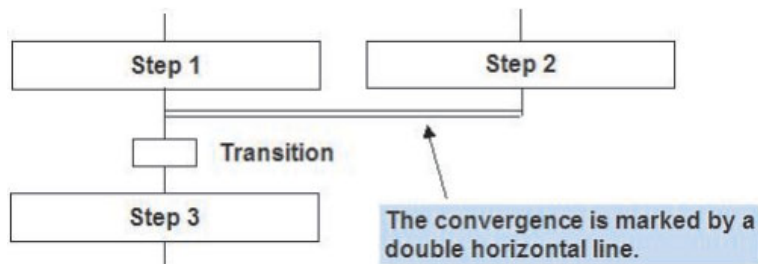 Step 1
Step 2
Transition
Step 3
The convergence is marked by a
double horizontal line.